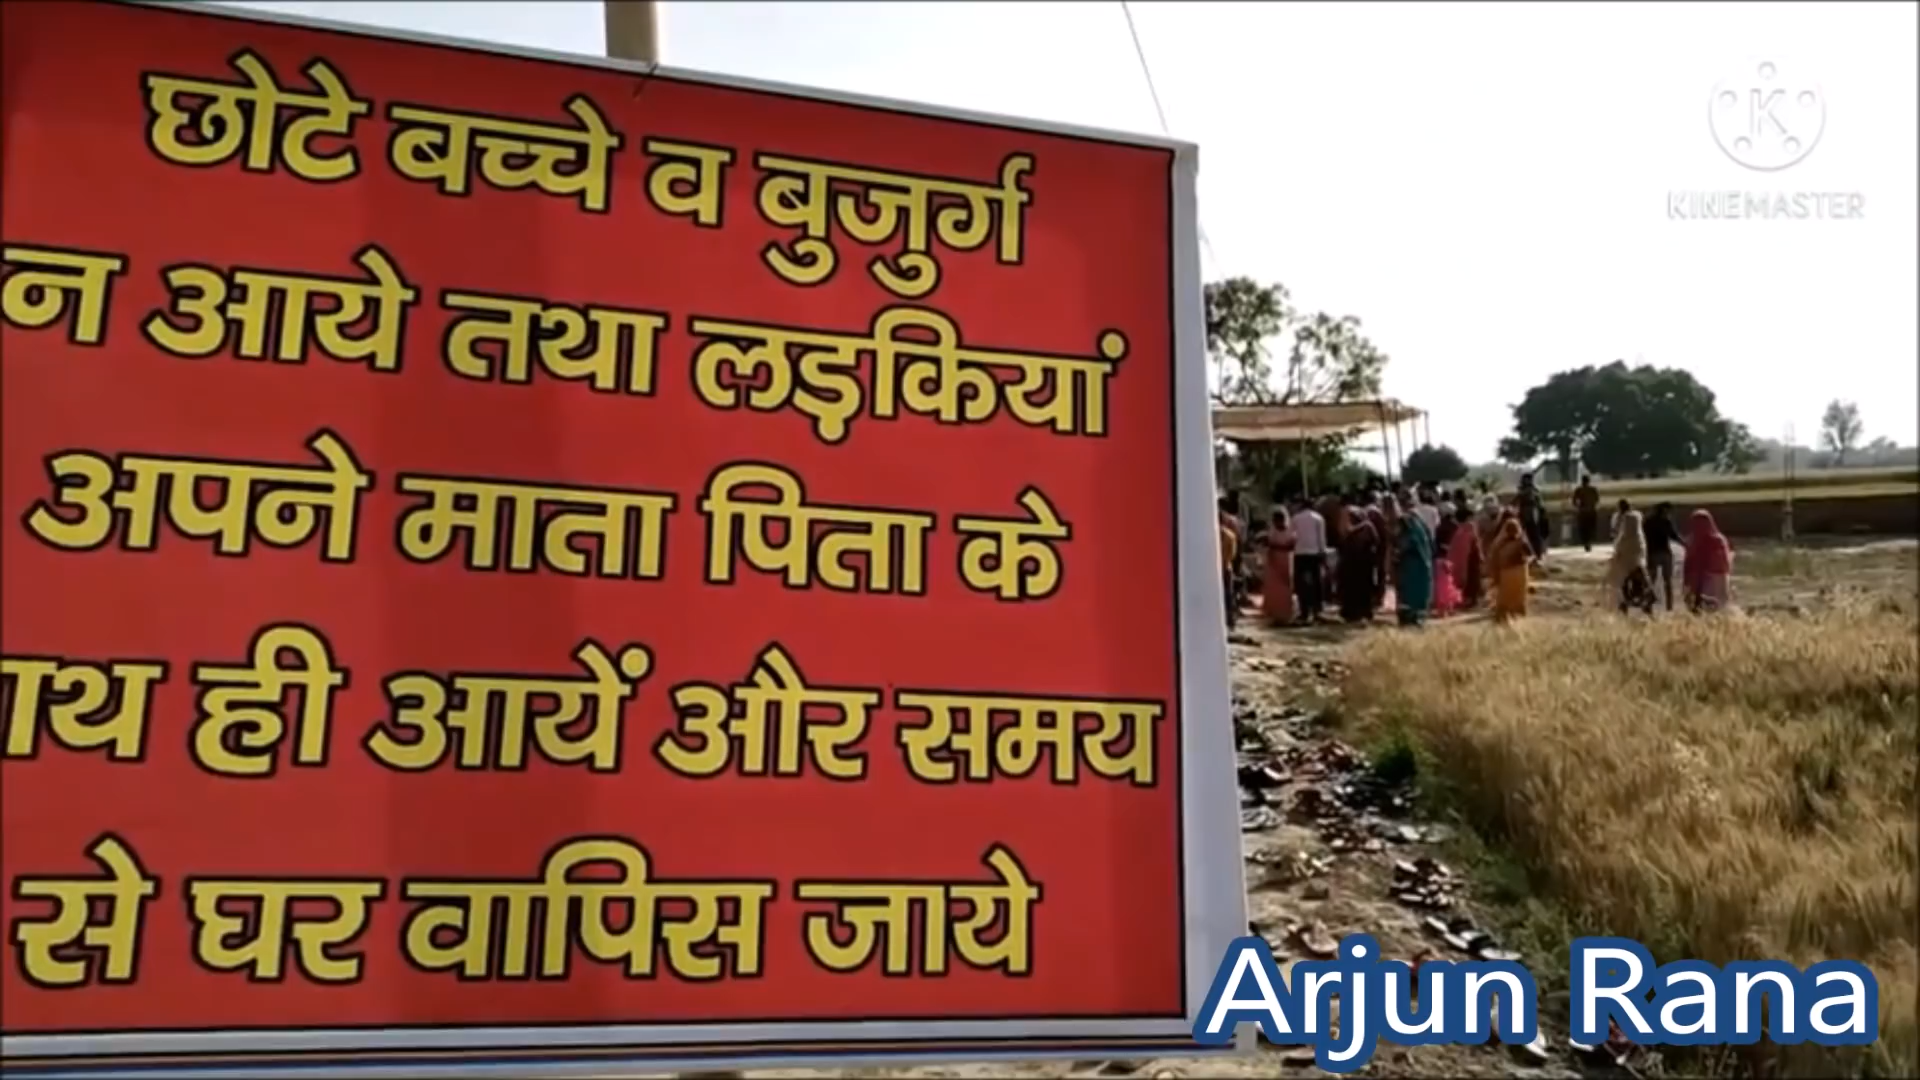 छोटे बच्चे व बुजुर्ग
न आये तथा लड़कियां
अपने माता पिता के
ाथ ही आयें और समय
से घर वापिस जाये
K
KINEMASTER
Arjun Rana